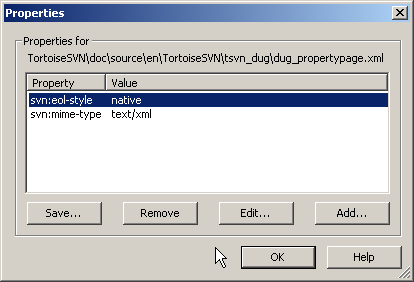 Properties
Properties for
TortoiseSVN\doc\source\en\TortoiseSVN\tsvn_dug\dug_propertypage.xml
Property Value
svn:eol-style native
svn:mime-type text/xml
Save... Remove Edit... Add...
OK Help